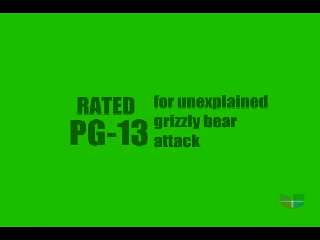 RATED
PG-13
for unexplained
grizzly bear
attack